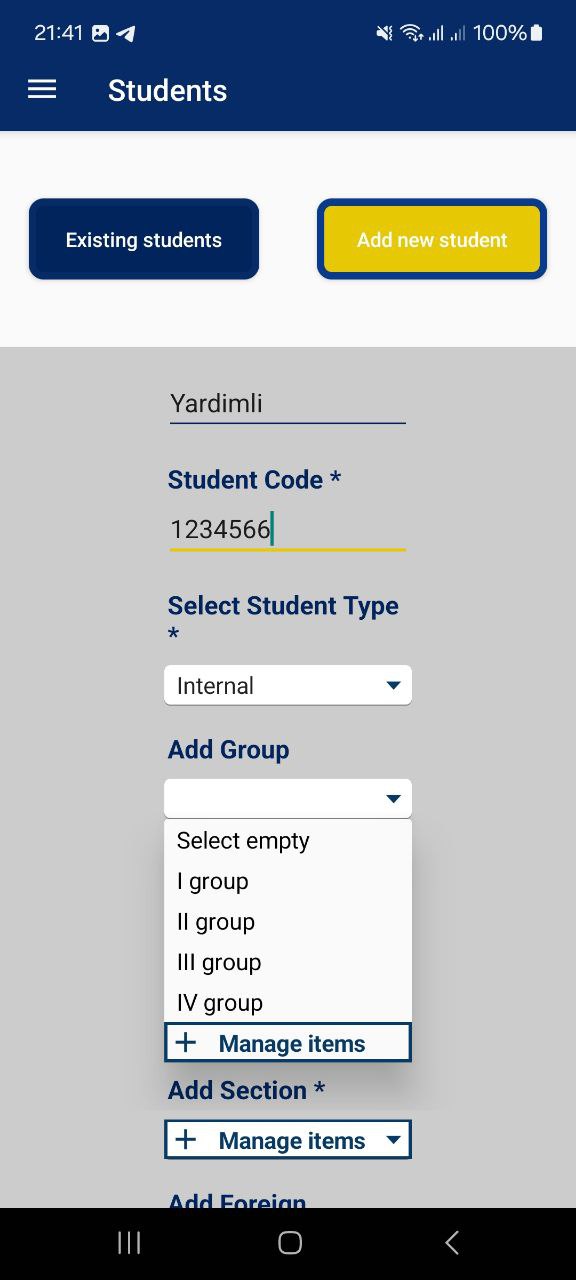 21:41 100%
Students
Existing students
Add new student
Yardimli
Student Code *
1234566
Select Student Type
*
Internal
Add Group
Select empty
I group
II group
III group
IV group
+ Manage items
Add Section *
+ Manage items
Add Foreign